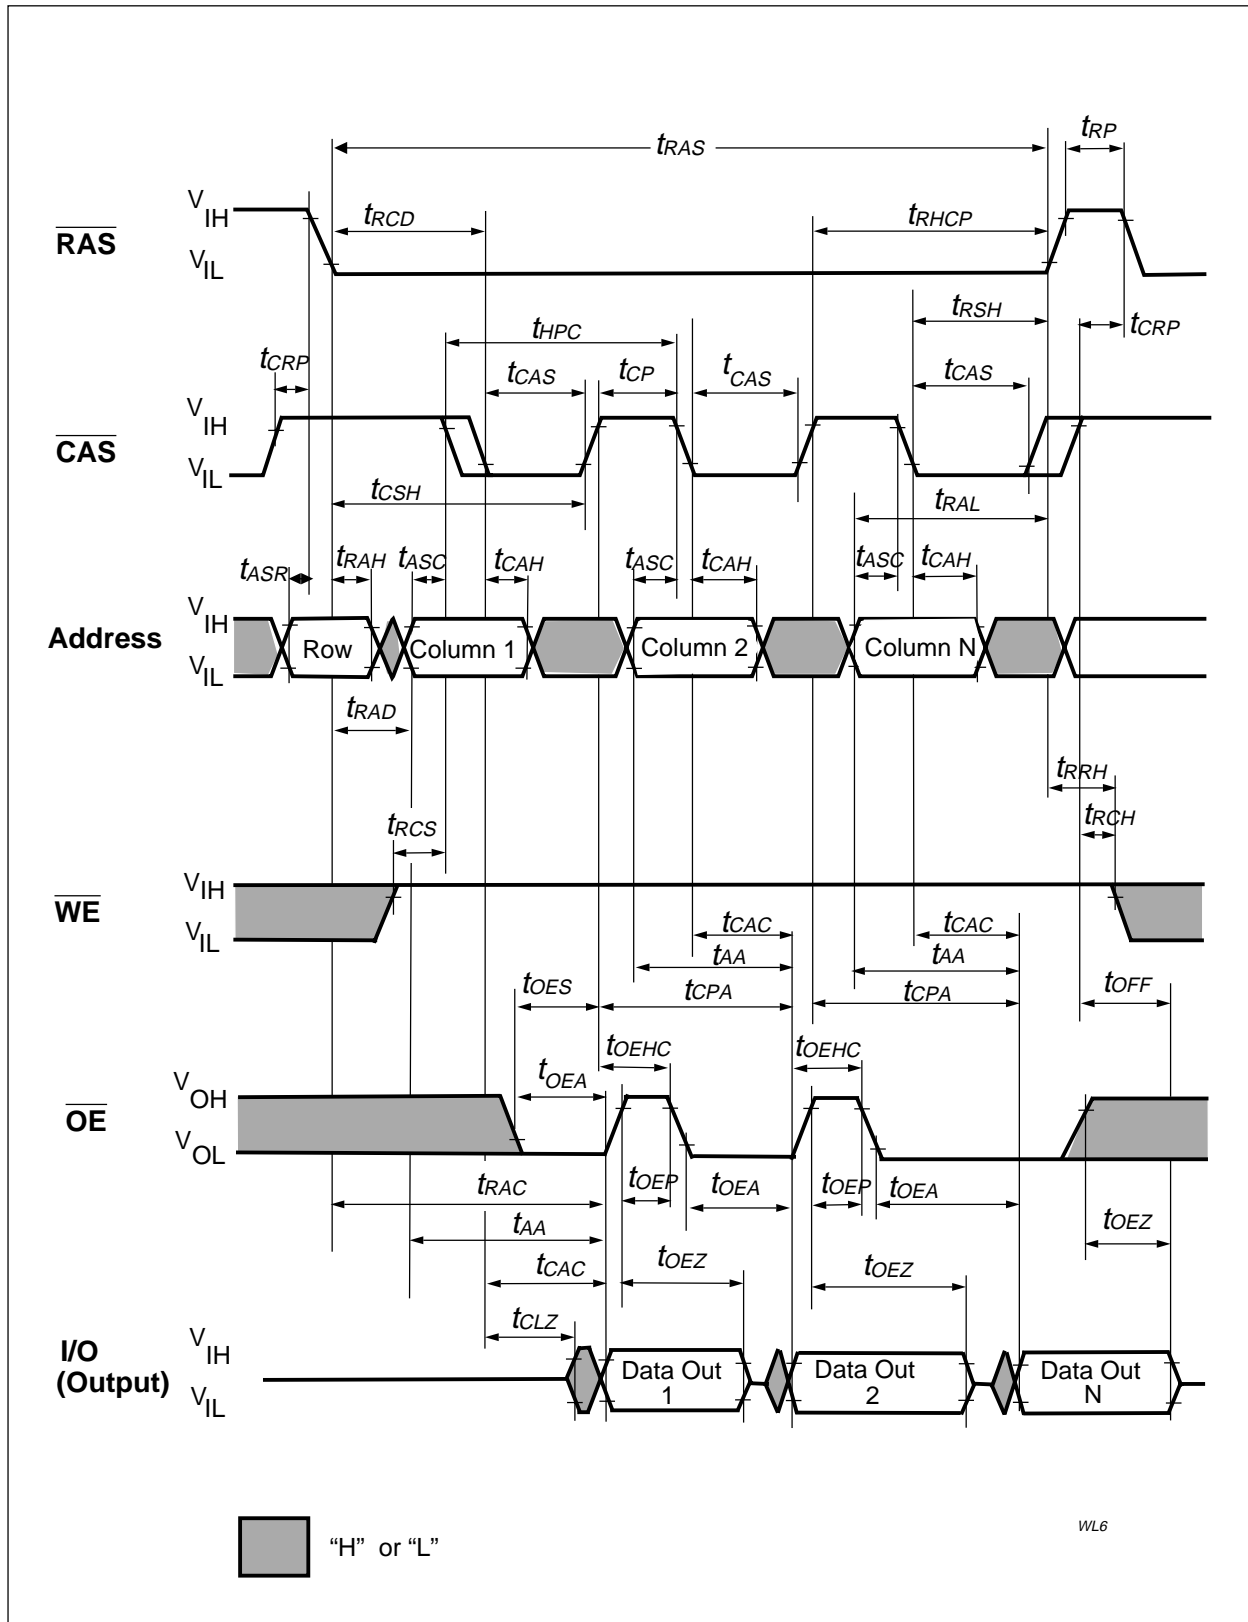 tRAS
tRP
VIH
RAS
VIL
tRCD
tRHCP
tRSH
tCRP
tHPC
tCRP
tCAS
tCP
tCAS
tCAS
VIH
CAS
VIL
tCSH
tRAL
tASR
tRAH
tASC
tCAH
tASC
tCAH
tASC
tCAH
VIH
Address
VIL
Row
Column 1
Column 2
Column N
tRAD
tRRH
tRCS
tRCH
VIH
WE
VIL
tCAC
tCAC
tAA
tAA
tOES
tCPA
tCPA
tOFF
tOEHC
tOEHC
tOEA
VOH
OE
VOL
tRAC
tOEP
tOEA
tOEP
tOEA
tAA
tOEZ
tCAC
tOEZ
tOEZ
tCLZ
VIH
I/O
(Output)
VIL
Data Out
1
Data Out
2
Data Out
N
“H” or “L”
WL6